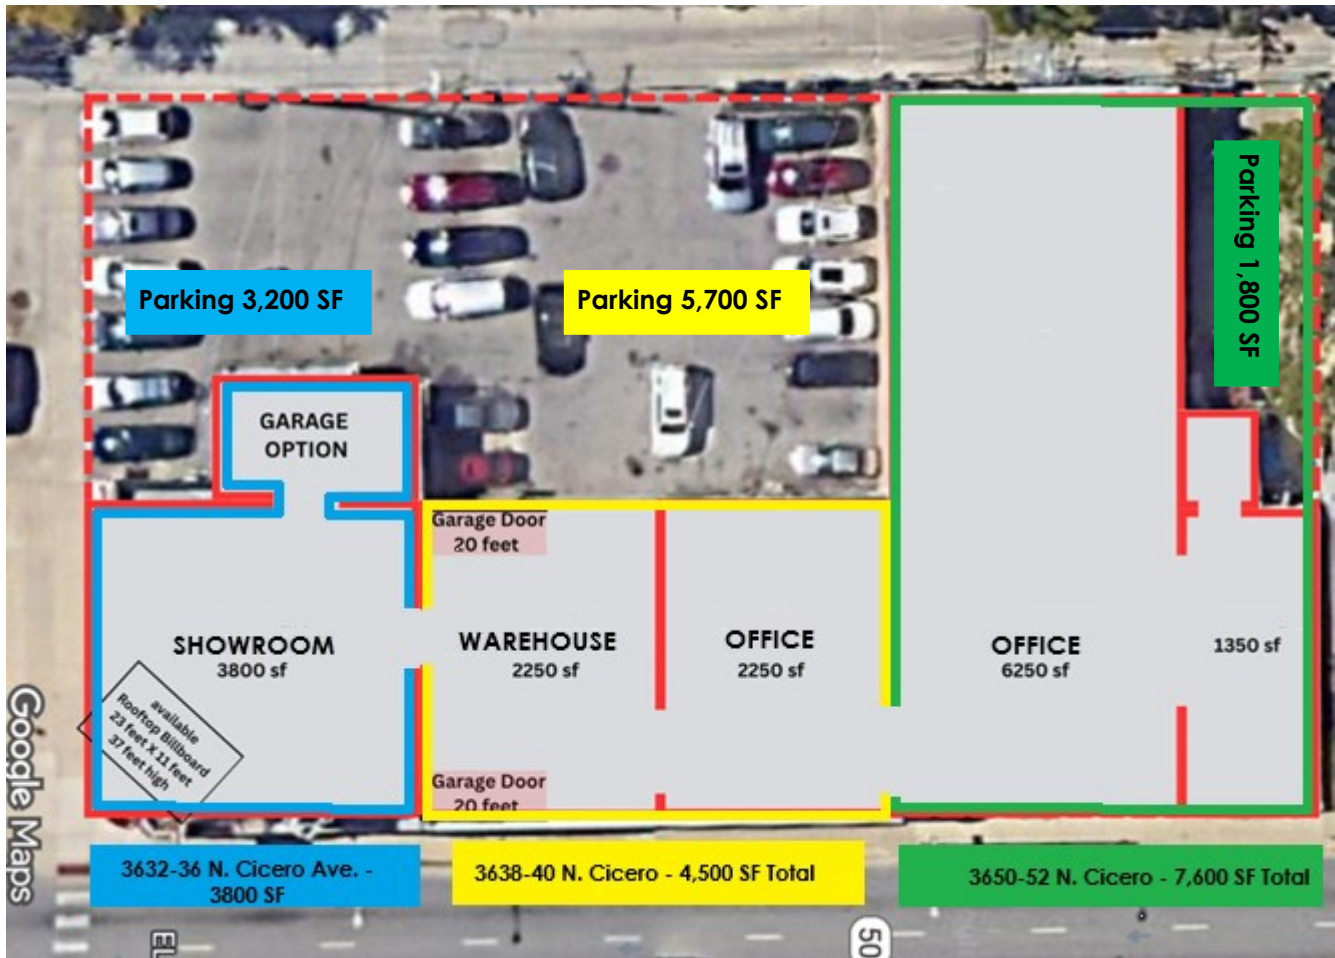 Parking 3,200 SF
Parking 5,700 SF
Parking 1,800 SF
GARAGE
OPTION
Garage Door
20 feet
SHOWROOM
3800 sf
WAREHOUSE
2250 sf
OFFICE
2250 sf
OFFICE
6250 sf
1350 sf
available
Rooftop Billboard
23 feet X 11 feet
37 feet high
Garage Door
20 feet
Google Maps
3632-36 N. Cicero Ave. -
3800 SF
3638-40 N. Cicero - 4,500 SF Total
3650-52 N. Cicero - 7,600 SF Total
EL
50